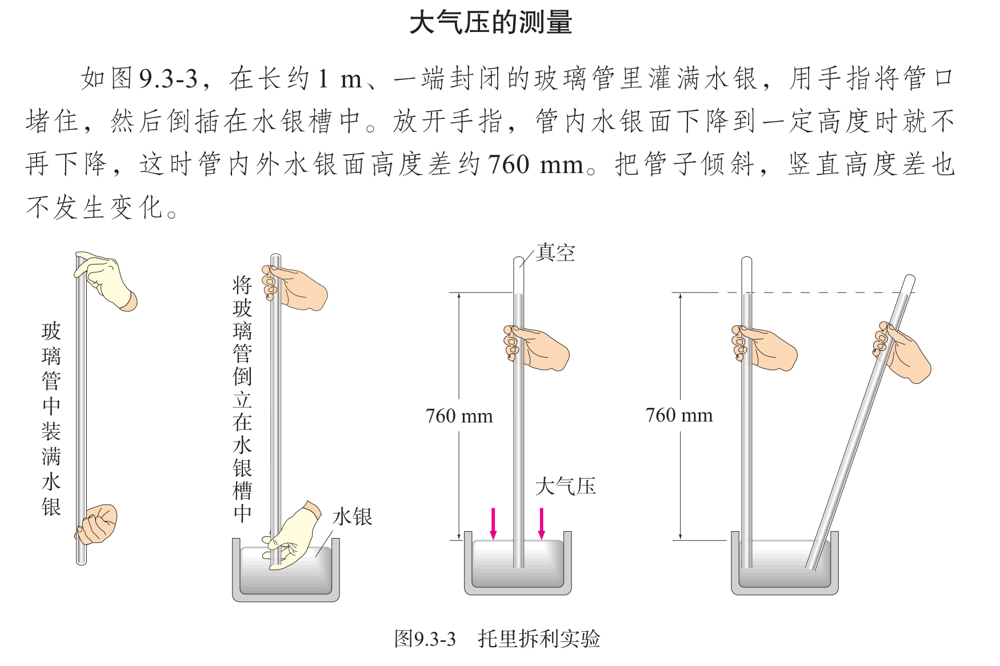 大气压的测量
如图9.3-3，在长约1 m、一端封闭的玻璃管里灌满水银，用手指将管口
堵住，然后倒插在水银槽中。放开手指，管内水银面下降到一定高度时就不
再下降，这时管内外水银面高度差约760 mm。把管子倾斜，竖直高度差也
不发生变化。
玻璃管中装满水银
将玻璃管倒立在水银槽中
水银
真空
760 mm
大气压
760 mm
图9.3-3 托里拆利实验